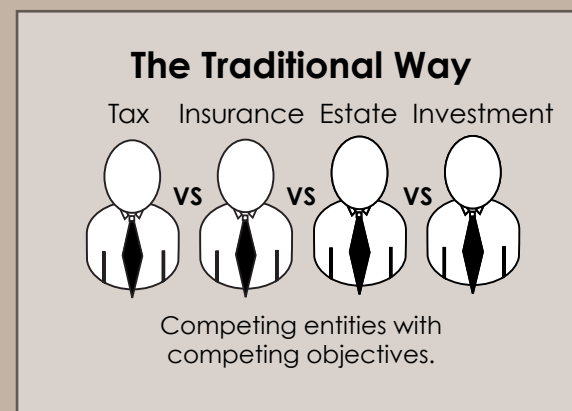 The Traditional Way
Tax Insurance Estate Investment
VS VS VS
Competing entities with
competing objectives.